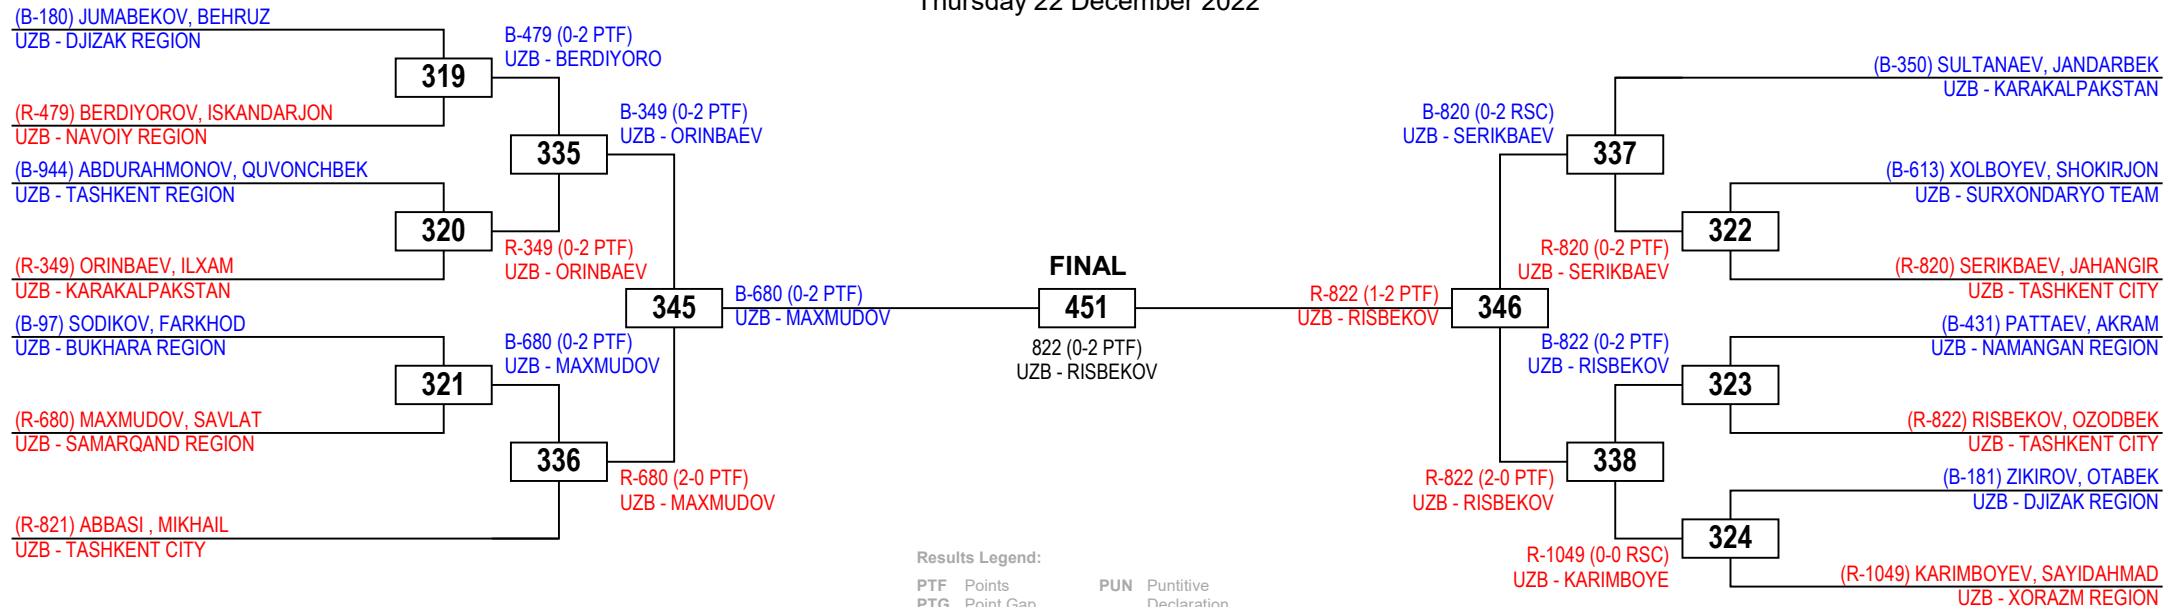 Thursday 22 December 2022
(B-180) JUMABEKOV, BEHRUZ
UZB - DJIZAK REGION
319
(R-479) BERDIYOROV, ISKANDARJON
UZB - NAVOIY REGION
B-479 (0-2 PTF)
UZB - BERDIYORO
(B-944) ABDURAHMONOV, QUVONCHBEK
UZB - TASHKENT REGION
320
(R-349) ORINBAEV, ILXAM
UZB - KARAKALPAKSTAN
R-349 (0-2 PTF)
UZB - ORINBAEV
335
B-349 (0-2 PTF)
UZB - ORINBAEV
(B-97) SODIKOV, FARKHOD
UZB - BUKHARA REGION
321
(R-680) MAXMUDOV, SAVLAT
UZB - SAMARQAND REGION
B-680 (0-2 PTF)
UZB - MAXMUDOV
336
(R-821) ABBASI , MIKHAIL
UZB - TASHKENT CITY
R-680 (2-0 PTF)
UZB - MAXMUDOV
345
B-680 (0-2 PTF)
UZB - MAXMUDOV
FINAL
451
822 (0-2 PTF)
UZB - RISBEKOV
R-822 (1-2 PTF)
UZB - RISBEKOV
346
B-820 (0-2 RSC)
UZB - SERIKBAEV
337
(B-350) SULTANAEV, JANDARBEK
UZB - KARAKALPAKSTAN
(B-613) XOLBOYEV, SHOKIRJON
UZB - SURXONDARYO TEAM
322
R-820 (0-2 PTF)
UZB - SERIKBAEV
(R-820) SERIKBAEV, JAHANGIR
UZB - TASHKENT CITY
(B-431) PATTAEV, AKRAM
UZB - NAMANGAN REGION
B-822 (0-2 PTF)
UZB - RISBEKOV
323
(R-822) RISBEKOV, OZODBEK
UZB - TASHKENT CITY
338
R-822 (2-0 PTF)
UZB - RISBEKOV
(B-181) ZIKIROV, OTABEK
UZB - DJIZAK REGION
324
R-1049 (0-0 RSC)
UZB - KARIMBOYE
(R-1049) KARIMBOYEV, SAYIDAHMAD
UZB - XORAZM REGION
Results Legend:
PTF Points PUN Puntitive
PTG Point Gap Declaration